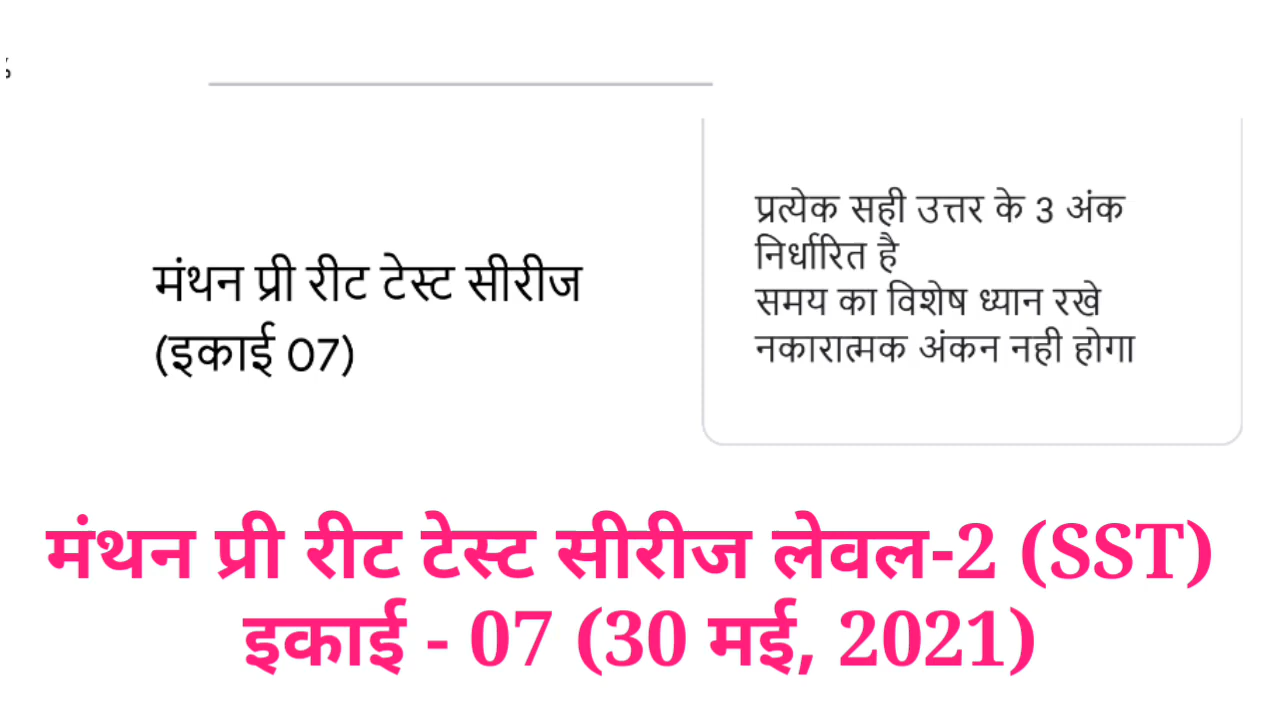 मंथन प्री रीट टेस्ट सीरीज
(इकाई 07)
प्रत्येक सही उत्तर के 3 अंक
निर्धारित है
समय का विशेष ध्यान रखे
नकारात्मक अंकन नही होगा
मंथन प्री रीट टेस्ट सीरीज लेवल-2 (SST)
इकाई - 07 (30 मई, 2021)